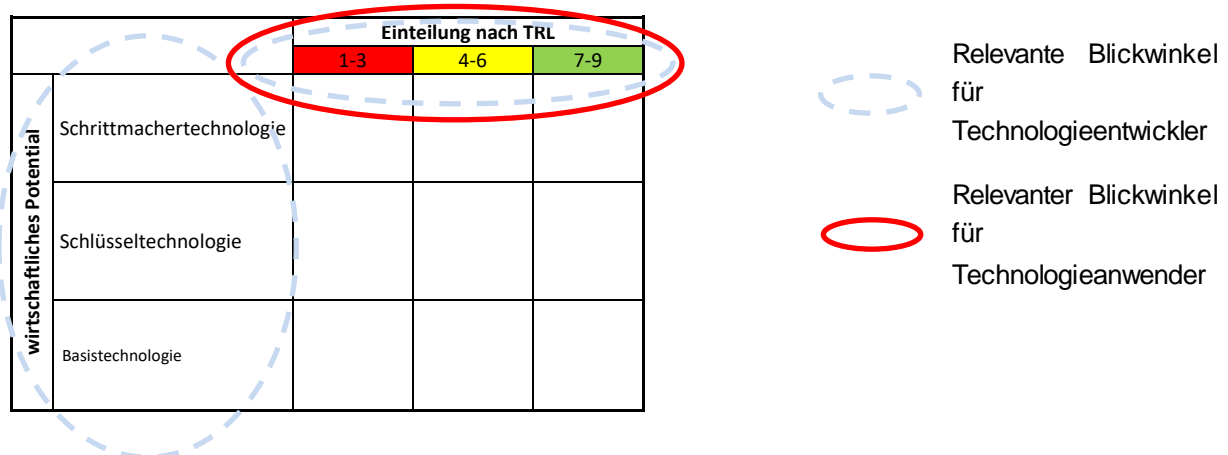 Einteilung nach TRL
1-3 4-6 7-9
wirtschaftliches Potential
Schrittmachertechnologie
Schlüsseltechnologie
Basistechnologie
Relevante Blickwinkel
für
Technologieentwickler
Relevanter Blickwinkel
für
Technologieanwender